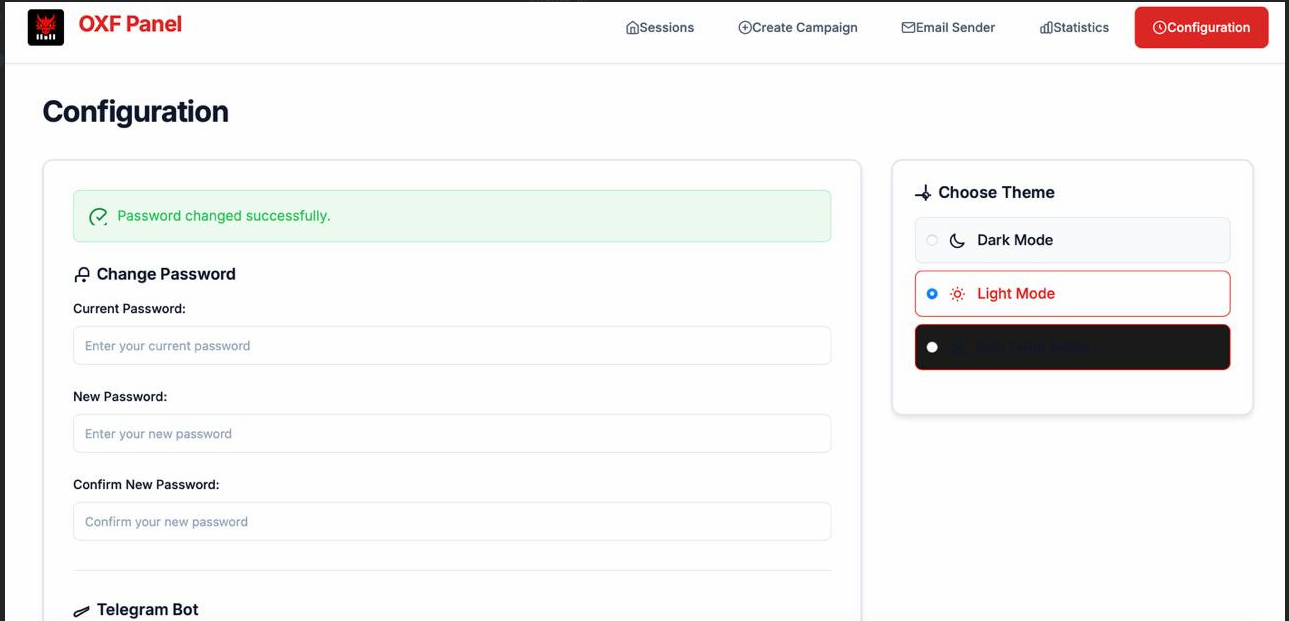 OXF Panel
Sessions
Create Campaign
Email Sender
Statistics
Configuration
Configuration
Password changed successfully.
Change Password
Current Password:
Enter your current password
New Password:
Enter your new password
Confirm New Password:
Confirm your new password
Telegram Bot
Choose Theme
Dark Mode
Light Mode